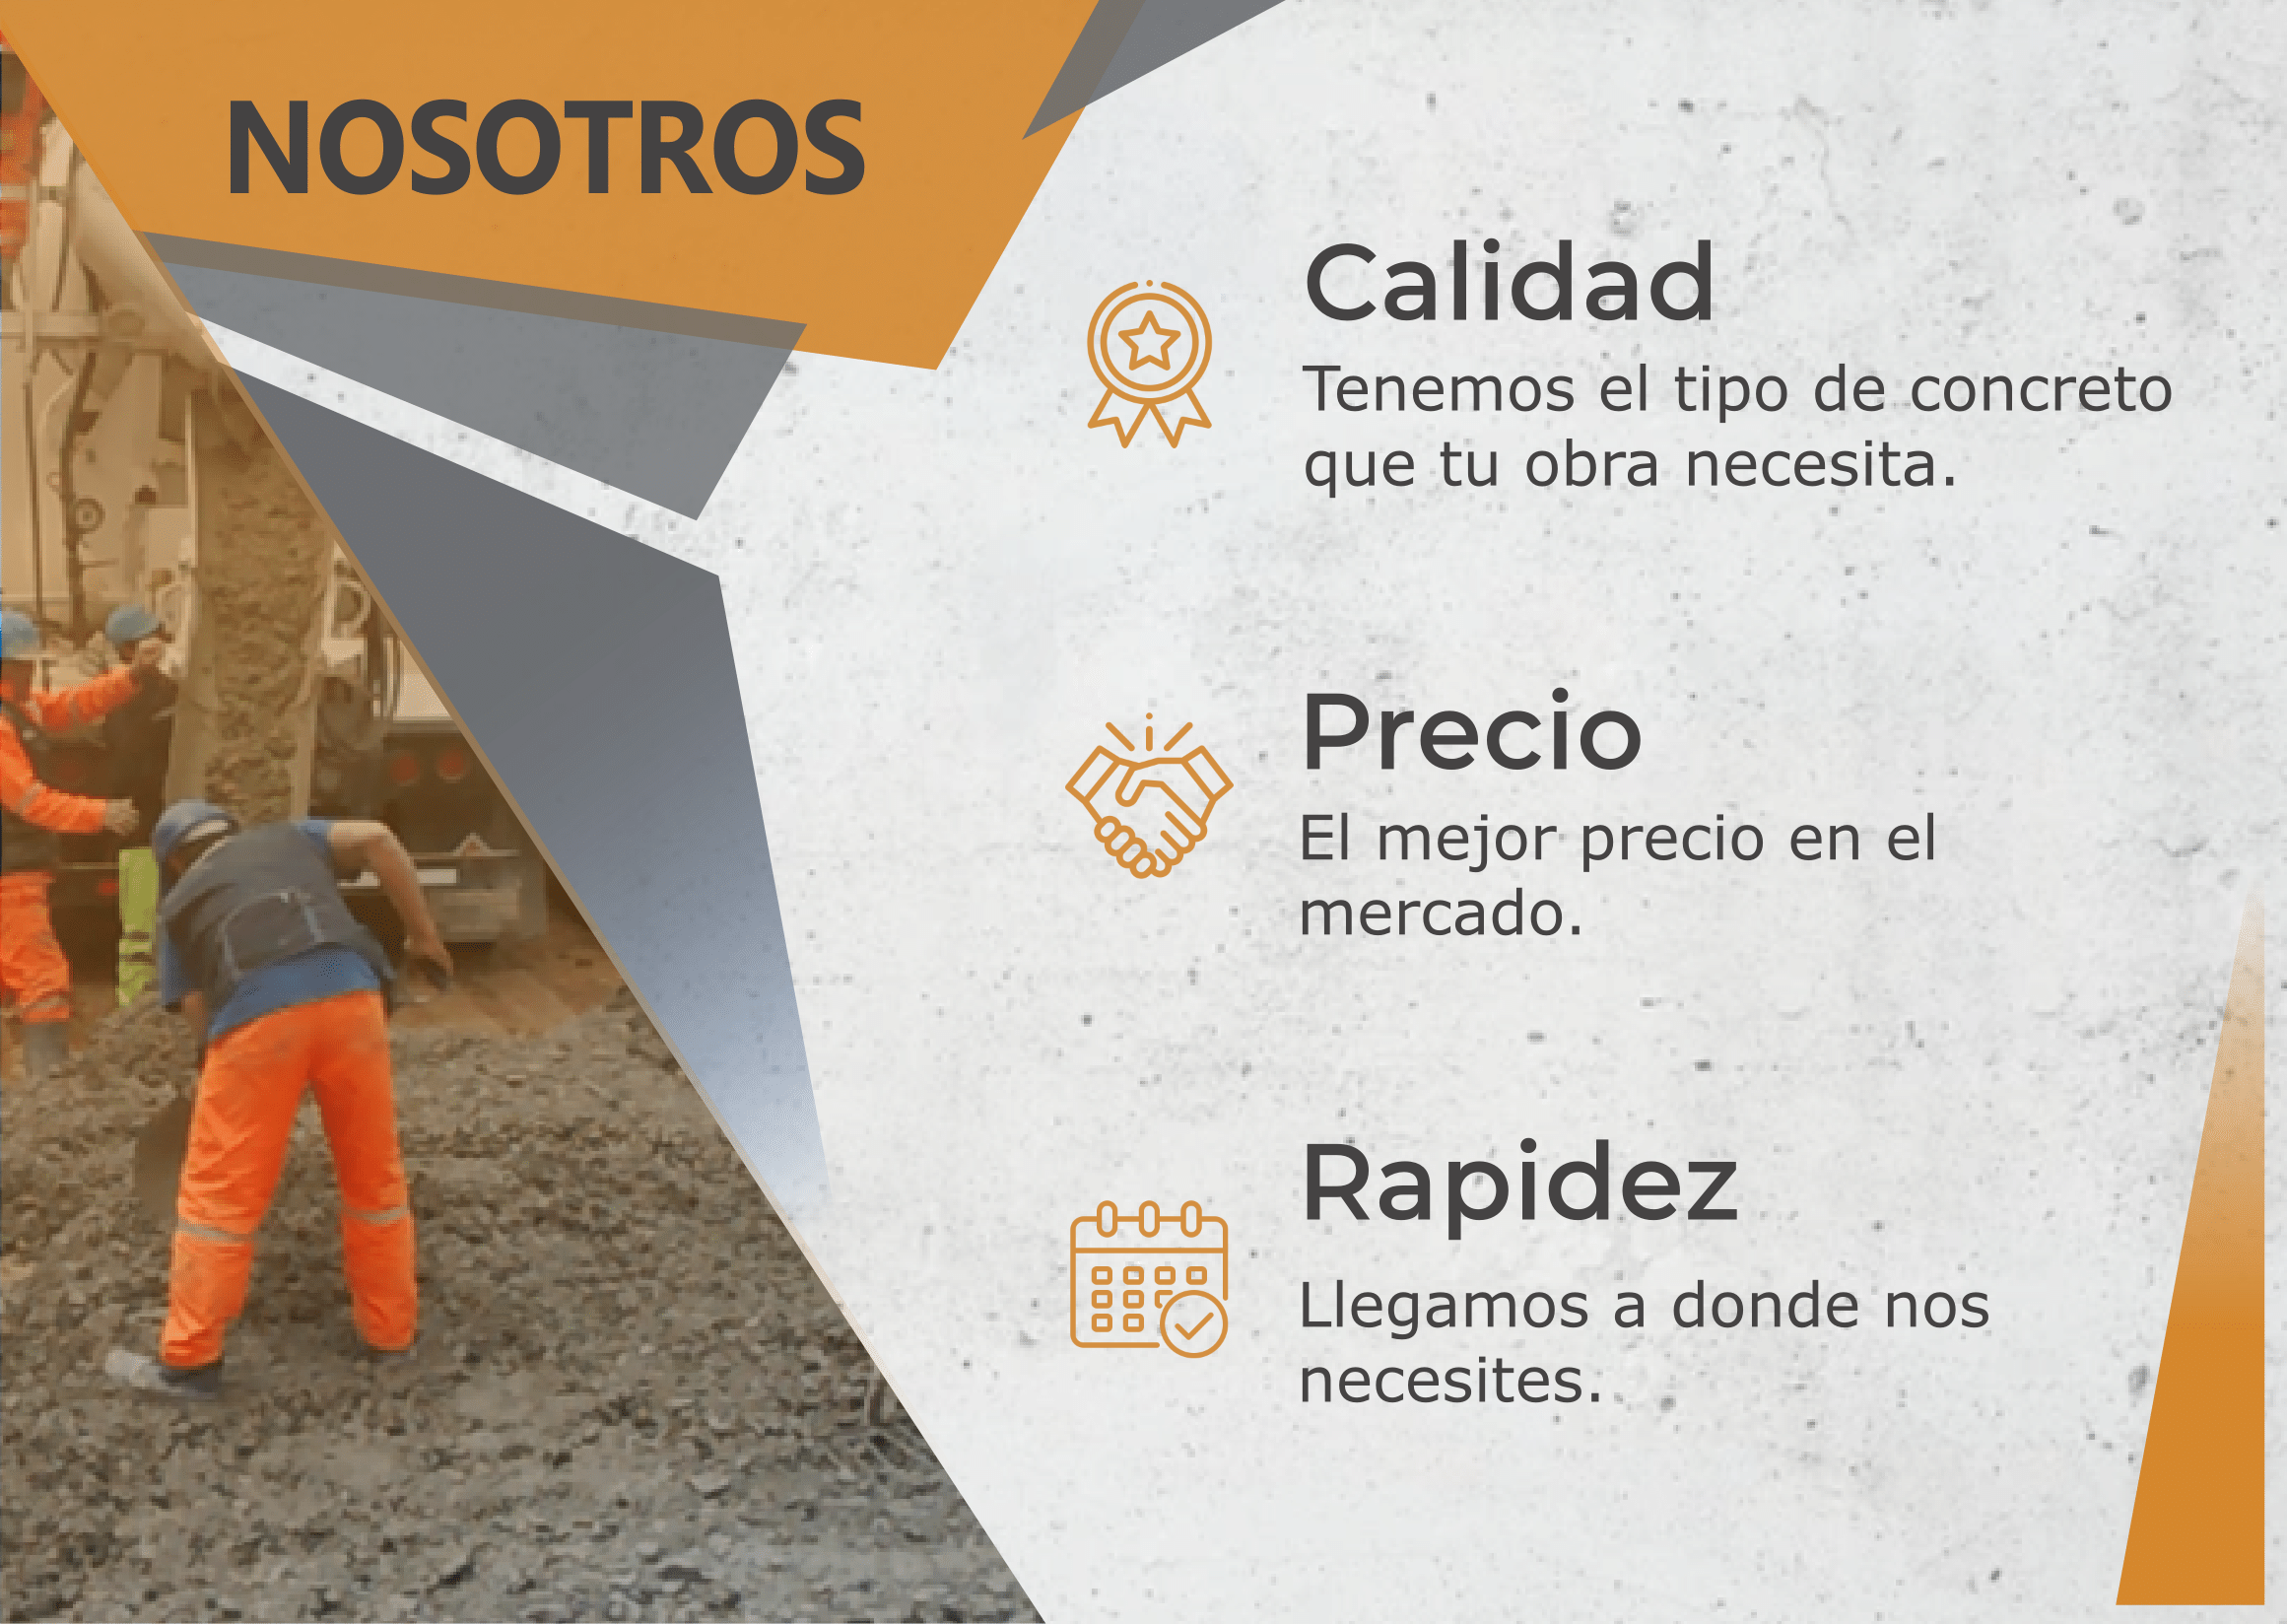 NOSOTROS
Calidad
Tenemos el tipo de concreto
que tu obra necesita.
Precio
El mejor precio en el
mercado.
Rapidez
Llegamos a donde nos
necesites.